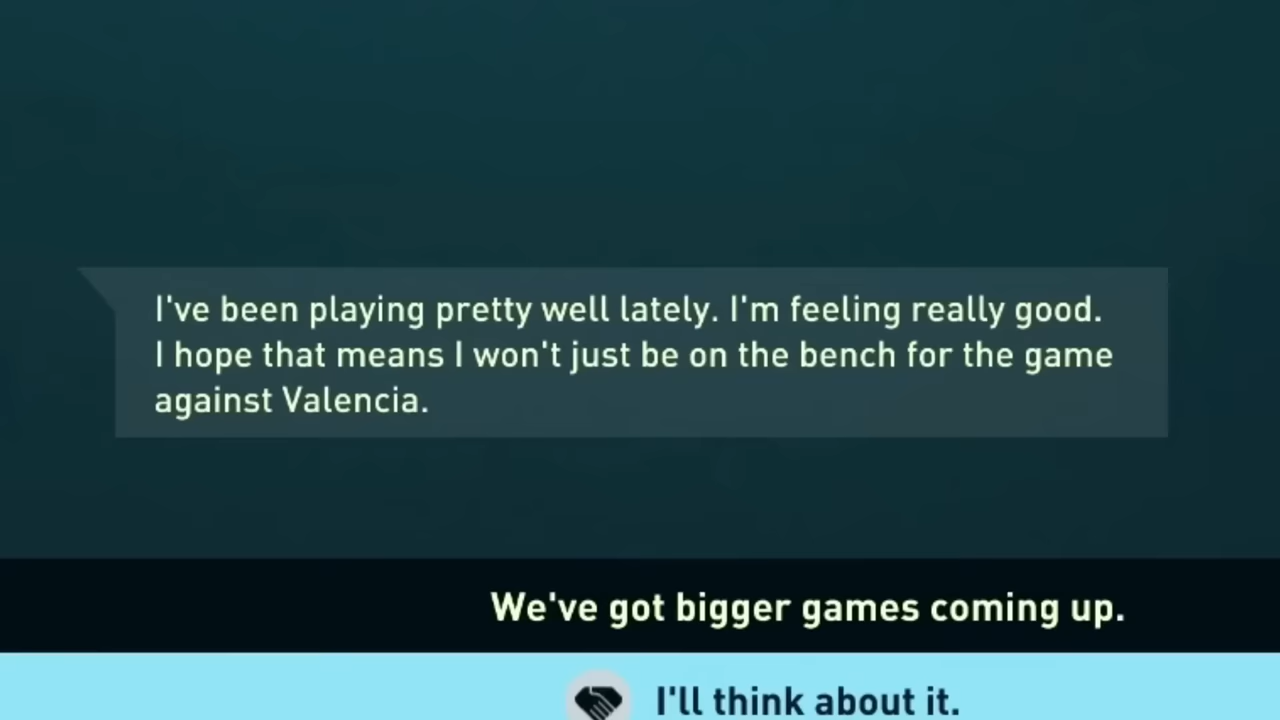 I've been playing pretty well lately. I'm feeling really good.
I hope that means I won't just be on the bench for the game
against Valencia.
We've got bigger games coming up.
I'll think about it.